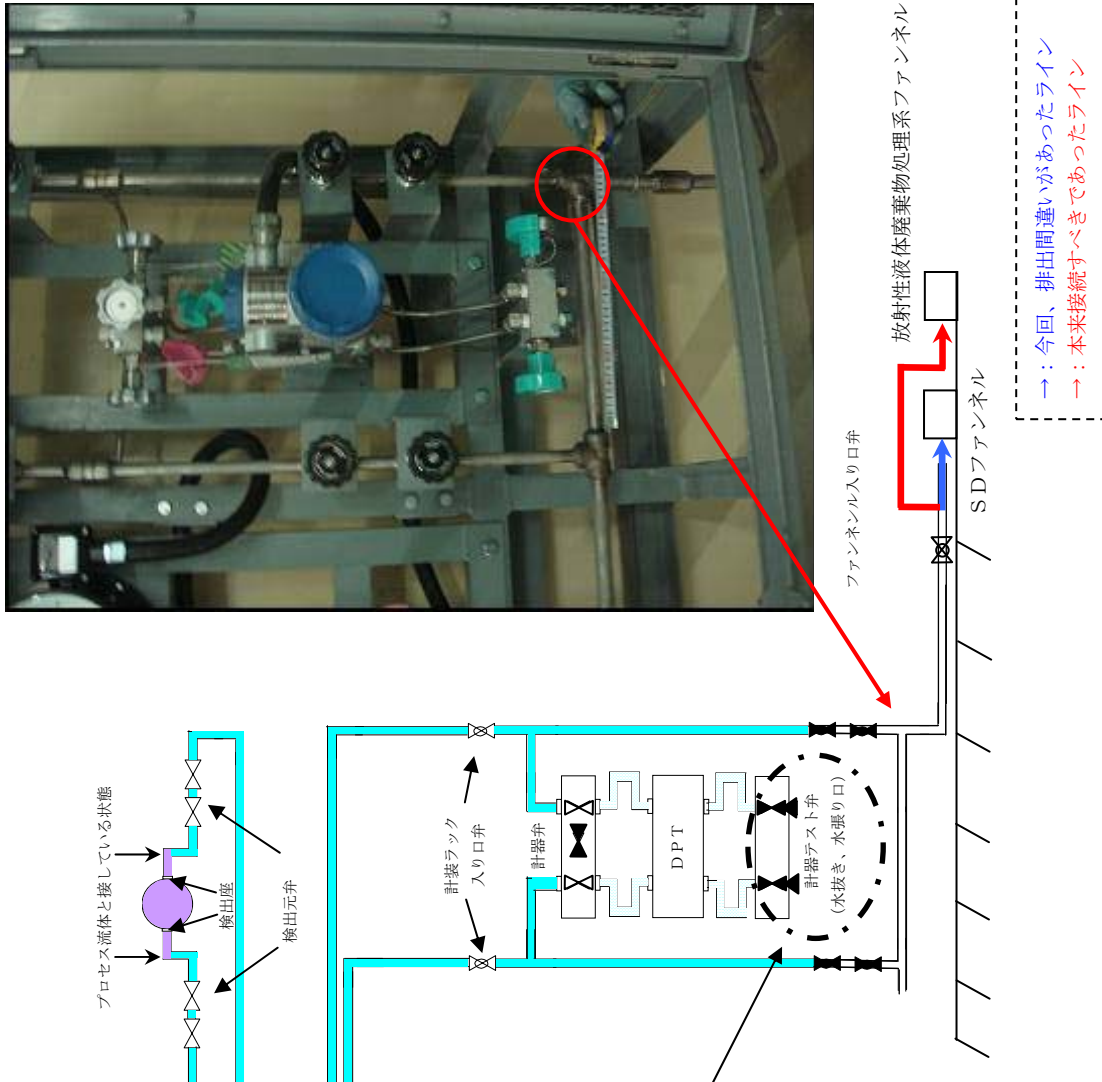 プロセス流体と接している状態
検出座
検出元弁
計装ラック
入り口弁
計器弁
DPT
計器テスト弁
(水抜き、水張り口)
ファンネンル入り口弁
放射性液体廃棄物処理系ファンネル
SDファンネル
→：今回、排出間違いがあったライン
→：本来接続すべきであったライン